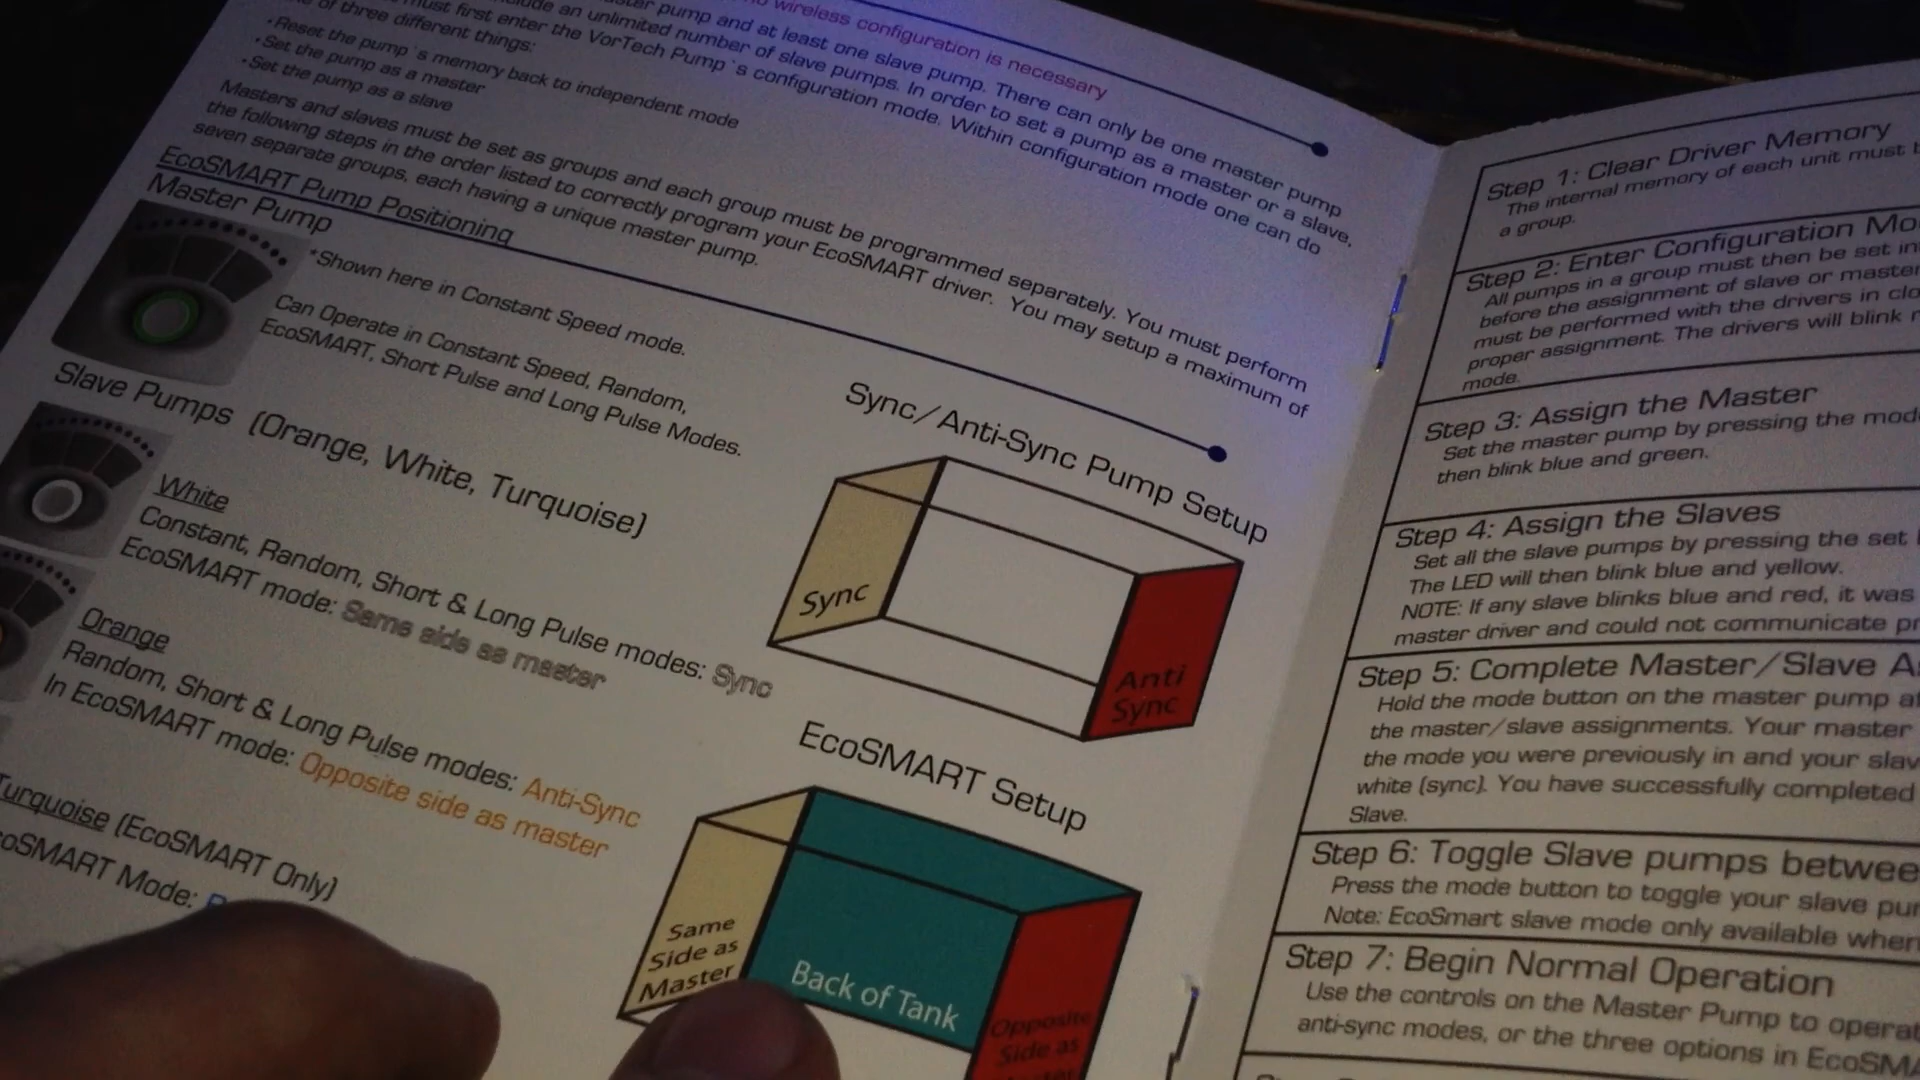 wireless configuration is necessary
an unlimited number of slave pumps. In order to set a pump as a master or a slave,
pump and at least one slave pump. There can only be one master pump
must first enter the VorTech Pump's configuration mode. Within configuration mode one can do
of three different things:
•Reset the pump's memory back to independent mode
•Set the pump as a master
•Set the pump as a slave
Masters and slaves must be set as groups and each group must be programmed separately. You must perform
the following steps in the order listed to correctly program your EcoSMART driver. You may setup a maximum of
seven separate groups, each having a unique master pump.
EcoSMART Pump Positioning
Master Pump
*Shown here in Constant Speed mode.
Can Operate in Constant Speed, Random,
EcoSMART, Short Pulse and Long Pulse Modes.
Slave Pumps (Orange, White, Turquoise)
White
Constant, Random, Short & Long Pulse modes: Sync
EcoSMART mode: Same side as master
Orange
Random, Short & Long Pulse modes: Anti-Sync
In EcoSMART mode: Opposite side as master
Turquoise (EcoSMART Only)
EcoSMART Mode:
Sync/Anti-Sync Pump Setup
Sync
Anti
Sync
EcoSMART Setup
Same
Side as
Master
Back of Tank
Opposite
Side as
Step 1: Clear Driver Memory
The internal memory of each unit must
a group.
Step 2: Enter Configuration
All pumps in a group must then be set
before the assignment of slave or master
must be performed with the drivers in
proper assignment. The drivers will blink
mode.
Step 3: Assign the Master
Set the master pump by pressing the
then blink blue and green.
Step 4: Assign the Slaves
Set all the slave pumps by pressing the set
The LED will then blink blue and yellow.
NOTE: If any slave blinks blue and red, it was
master driver and could not communicate
Step 5: Complete Master/Slave
Hold the mode button on the master pump
the master/slave assignments. Your master
the mode you were previously in and your
white (sync). You have successfully completed
Slave.
Step 6: Toggle Slave pumps
Press the mode button to toggle your slave
Note: EcoSmart slave mode only available when
Step 7: Begin Normal Operation
Use the controls on the Master Pump to
anti-sync modes, or the three options in